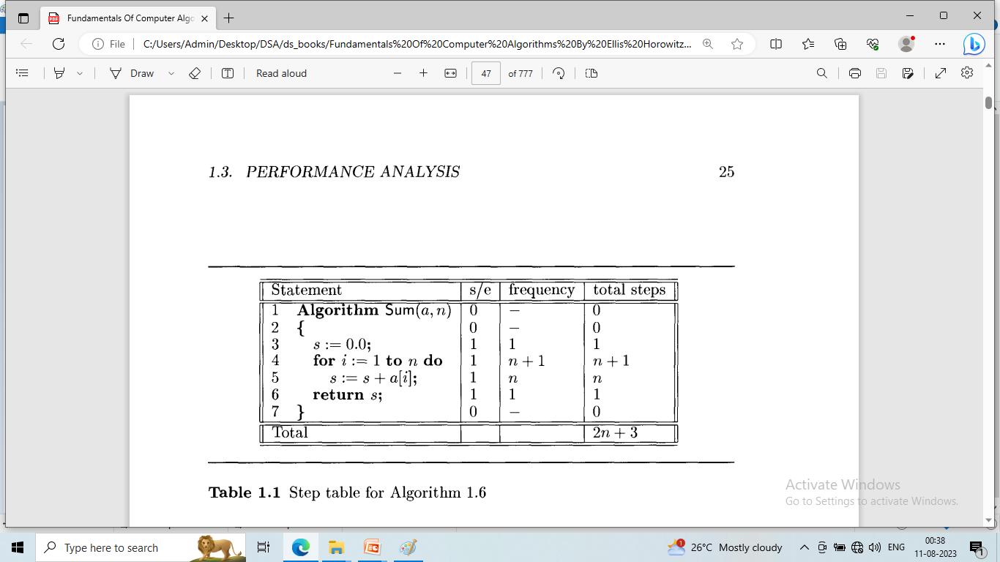 Fundamentals Of Computer Algo
File C:/Users/Admin/Desktop/DSA/ds_books/Fundamentals%20Of%20Computer%20Algorithms%20By%20Ellis%20Horowitz...
Draw Read aloud 47 of 777
1.3. PERFORMANCE ANALYSIS 25
Statement s/e frequency total steps
1 Algorithm Sum(a, n) 0 – 0
2 { 0 – 0
3 s := 0.0; 1 1 1
4 for i := 1 to n do 1 n + 1 n + 1
5 s := s + a[i]; 1 n n
6 return s; 1 1 1
7 } 0 – 0
Total 2n + 3
Table 1.1 Step table for Algorithm 1.6
Activate Windows
Go to Settings to activate Windows.
Type here to search 1 26°C Mostly cloudy ENG 00:38
11-08-2023 1